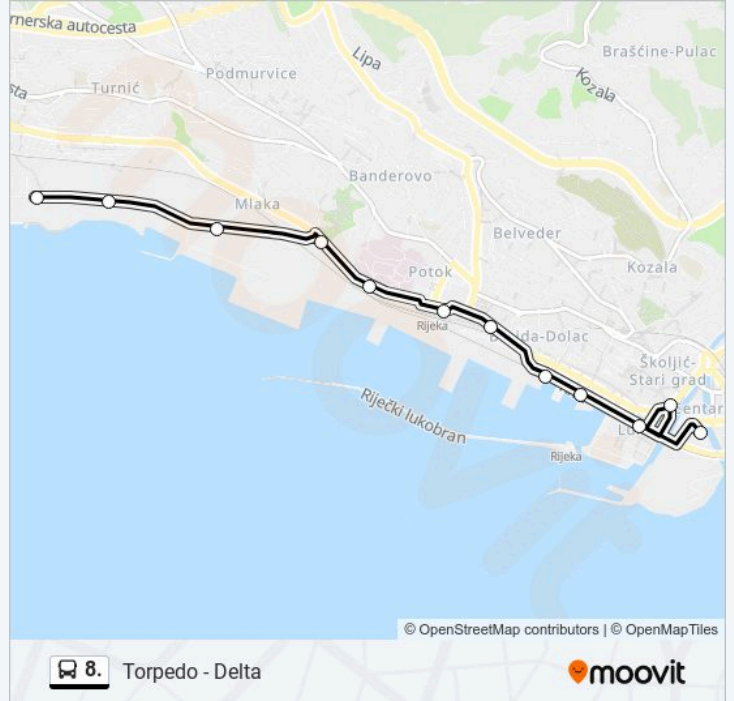 rnerska autocesta
Brašćine-Pulac
Lipa
Podmurvice
Kozala
Turnić
sta
Banderovo
Mlaka
Belveder
Potok
Kozala
Rijeka
Školjić-
Stari grad
Riječki lukobran
Rijeka
© OpenStreetMap contributors | © OpenMapTiles
8. Torpedo - Delta
moovit